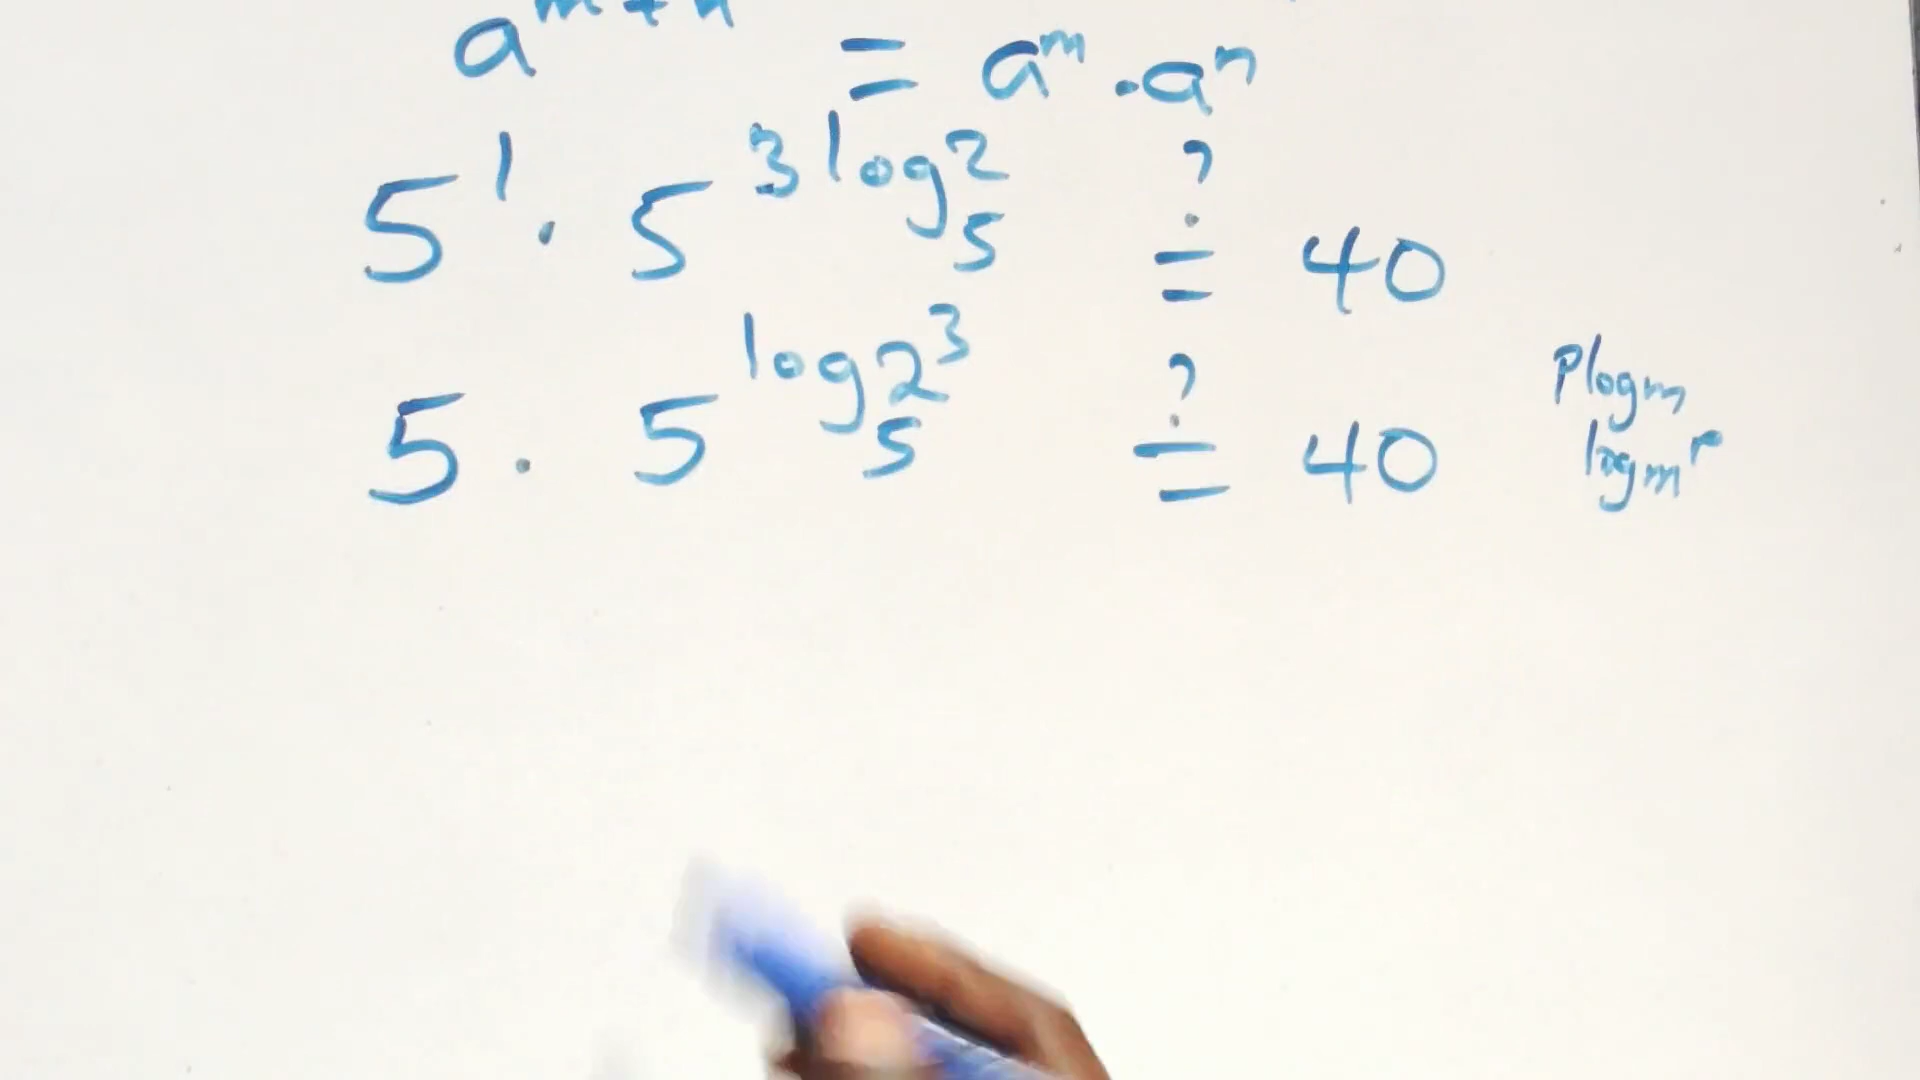 a^{m+n} = a^m · a^n
5^1 · 5^{3 log_5 2} ≟ 40
5 · 5^{log_5 2^3} ≟ 40
P log m
log m^P